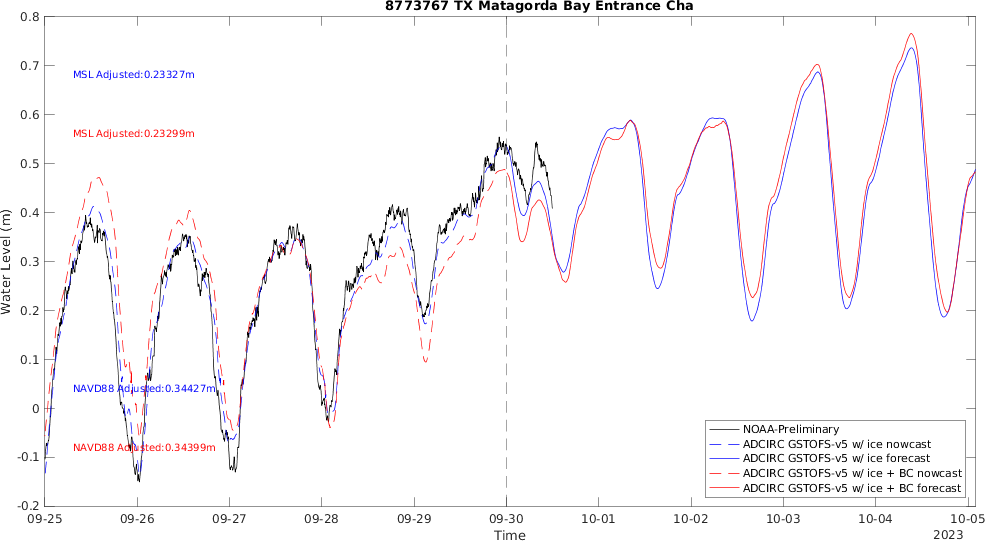 8773767 TX Matagorda Bay Entrance Cha
0.8
0.7
0.6
0.5
0.4
0.3
0.2
0.1
0
-0.1
-0.2
Water Level (m)
MSL Adjusted:0.23327m
MSL Adjusted:0.23299m
NAVD88 Adjusted:0.34427m
NAVD88 Adjusted:0.34399m
NOAA-Preliminary
ADCIRC GSTOFS-v5 w/ ice nowcast
ADCIRC GSTOFS-v5 w/ ice forecast
ADCIRC GSTOFS-v5 w/ ice + BC nowcast
ADCIRC GSTOFS-v5 w/ ice + BC forecast
09-25 09-26 09-27 09-28 09-29 09-30 10-01 10-02 10-03 10-04 10-05
Time
2023